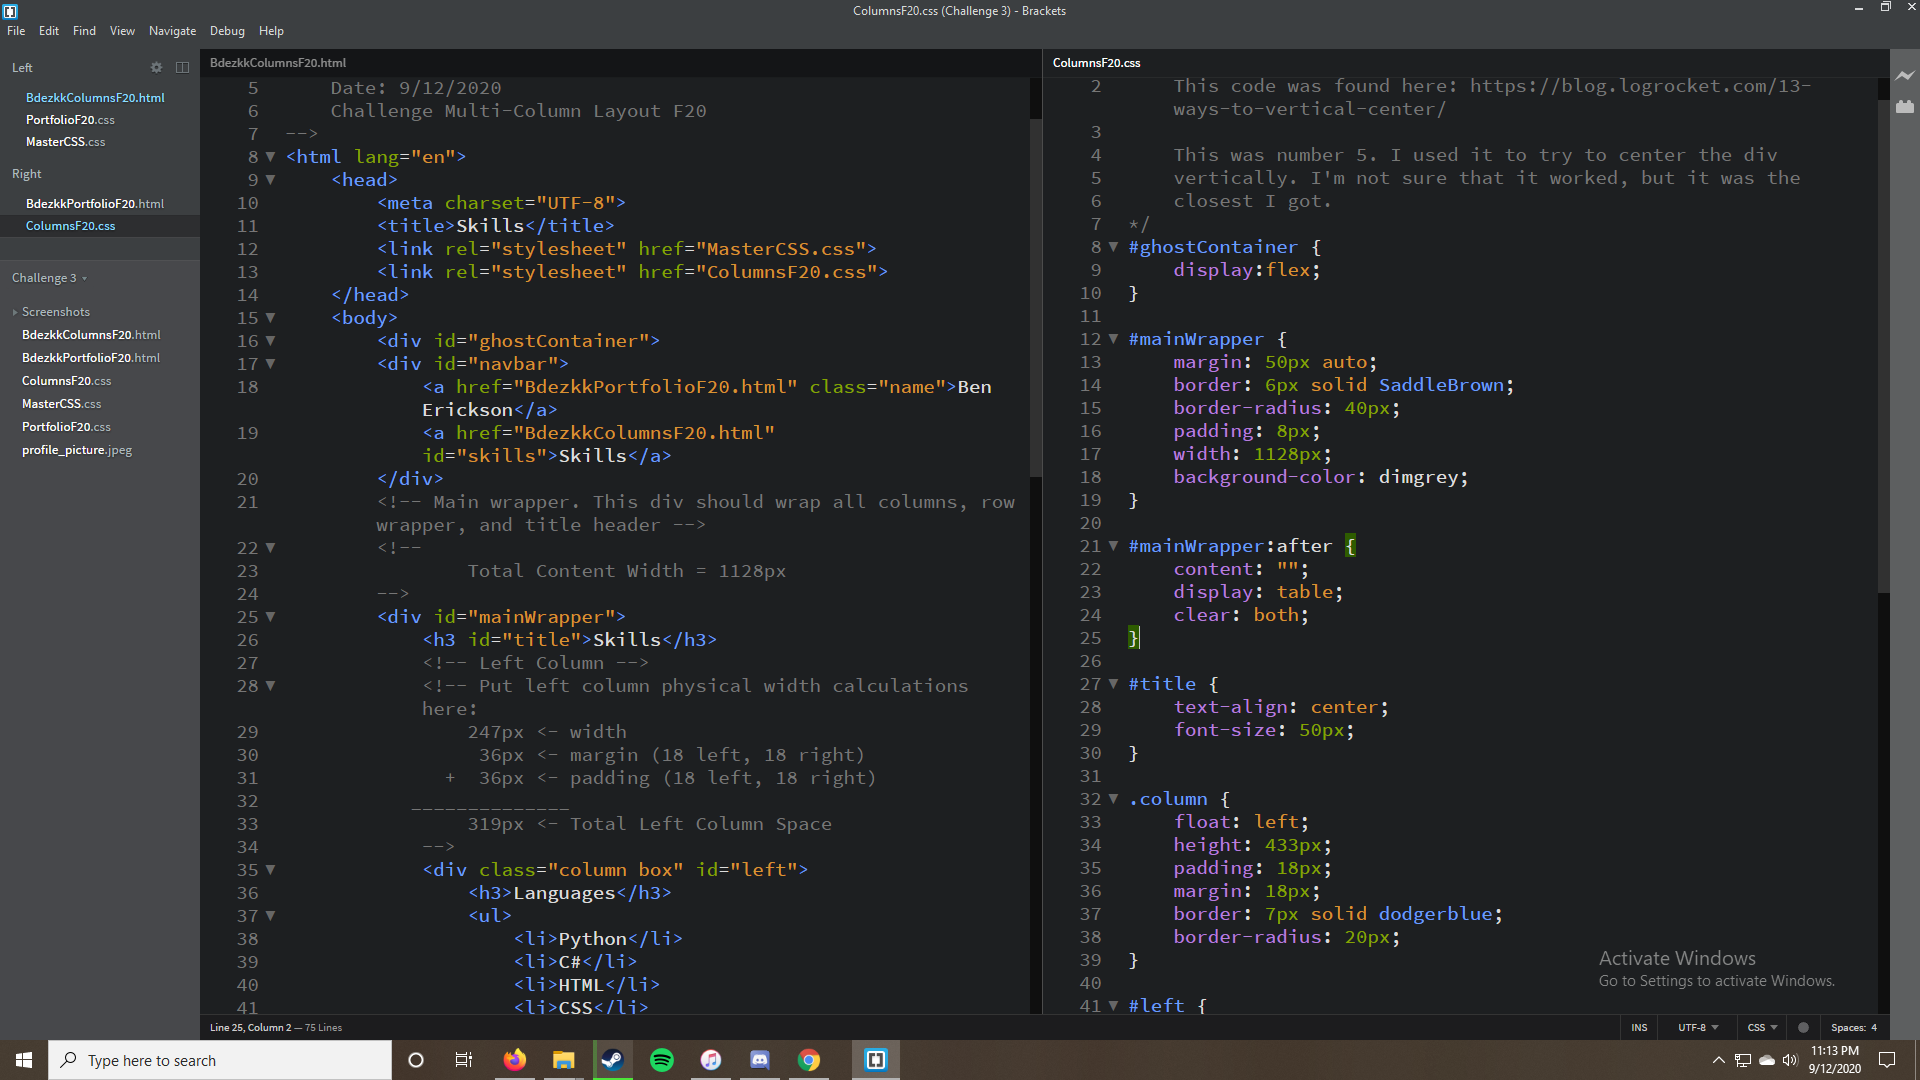 ColumnsF20.css (Challenge 3) - Brackets
File Edit Find View Navigate Debug Help
Left
BdezkkColumnsF20.html
PortfolioF20.css
MasterCSS.css
Right
BdezkkPortfolioF20.html
ColumnsF20.css
Challenge 3
Screenshots
BdezkkColumnsF20.html
BdezkkPortfolioF20.html
ColumnsF20.css
MasterCSS.css
PortfolioF20.css
profile_picture.jpeg
BdezkkColumnsF20.html
5 Date: 9/12/2020
6 Challenge Multi-Column Layout F20
7 -->
8 <html lang="en">
9 <head>
10 <meta charset="UTF-8">
11 <title>Skills</title>
12 <link rel="stylesheet" href="MasterCSS.css">
13 <link rel="stylesheet" href="ColumnsF20.css">
14 </head>
15 <body>
16 <div id="ghostContainer">
17 <div id="navbar">
18 <a href="BdezkkPortfolioF20.html" class="name">Ben
Erickson</a>
19 <a href="BdezkkColumnsF20.html"
id="skills">Skills</a>
20 </div>
21 <!-- Main wrapper. This div should wrap all columns, row
wrapper, and title header -->
22 <!--
23 Total Content Width = 1128px
24 -->
25 <div id="mainWrapper">
26 <h3 id="title">Skills</h3>
27 <!-- Left Column -->
28 <!-- Put left column physical width calculations
here:
29 247px <- width
30 36px <- margin (18 left, 18 right)
31 + 36px <- padding (18 left, 18 right)
32 ______________
33 319px <- Total Left Column Space
34 -->
35 <div class="column box" id="left">
36 <h3>Languages</h3>
37 <ul>
38 <li>Python</li>
39 <li>C#</li>
40 <li>HTML</li>
41 <li>CSS</li>
ColumnsF20.css
2 This code was found here: https://blog.logrocket.com/13-
ways-to-vertical-center/
3
4 This was number 5. I used it to try to center the div
5 vertically. I'm not sure that it worked, but it was the
6 closest I got.
7 */
8 #ghostContainer {
9 display:flex;
10 }
11
12 #mainWrapper {
13 margin: 50px auto;
14 border: 6px solid SaddleBrown;
15 border-radius: 40px;
16 padding: 8px;
17 width: 1128px;
18 background-color: dimgrey;
19 }
20
21 #mainWrapper:after {
22 content: "";
23 display: table;
24 clear: both;
25 }
26
27 #title {
28 text-align: center;
29 font-size: 50px;
30 }
31
32 .column {
33 float: left;
34 height: 433px;
35 padding: 18px;
36 margin: 18px;
37 border: 7px solid dodgerblue;
38 border-radius: 20px;
39 }
40
41 #left {
Activate Windows
Go to Settings to activate Windows.
Line 25, Column 2 — 75 Lines
INS UTF-8 CSS Spaces: 4
Type here to search
11:13 PM
9/12/2020